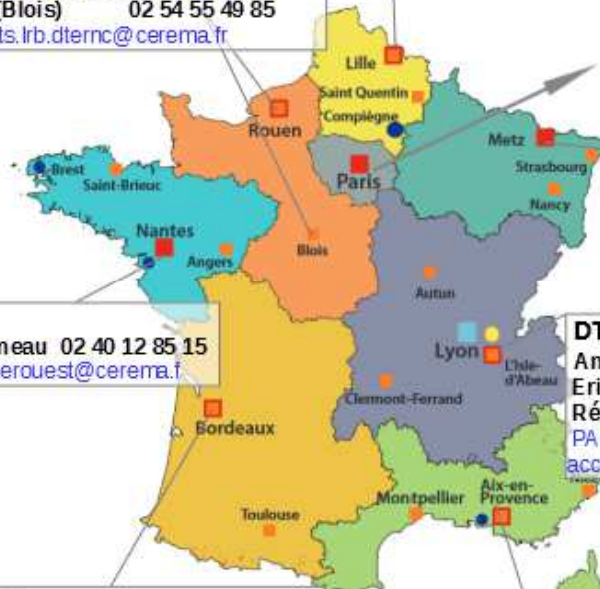 (Blois) 02 54 55 49 85
ts.lrb.dternc@cerema.fr
Lille
Saint Quentin
Compiègne
Rouen
Metz
Paris
Strasbourg
Brest
Saint-Brieuc
Nancy
Nantes
Blois
Angers
Autun
neau 02 40 12 85 15
erouest@cerema.f
DT
Lyon
L'Isle-
d'Abeau
An
Eri
Ré
PA
acc
Clermont-Ferrand
Bordeaux
Montpellier
Aix-en-
Provence
Toulouse